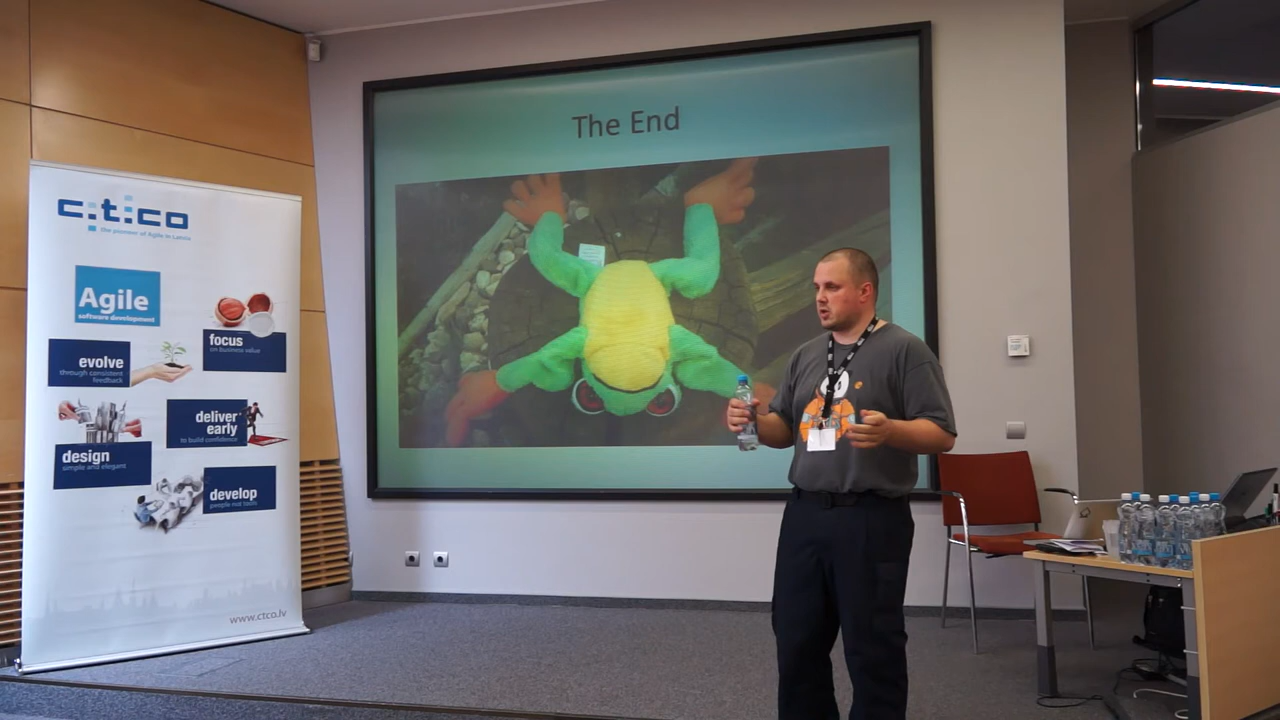 The End
c:t:co
the pioneer of Agile in Latvia
Agile
software development
focus
on business value
evolve
through consistent
feedback
deliver
early
to build confidence
design
simple and elegant
develop
people not tools
www.ctco.lv